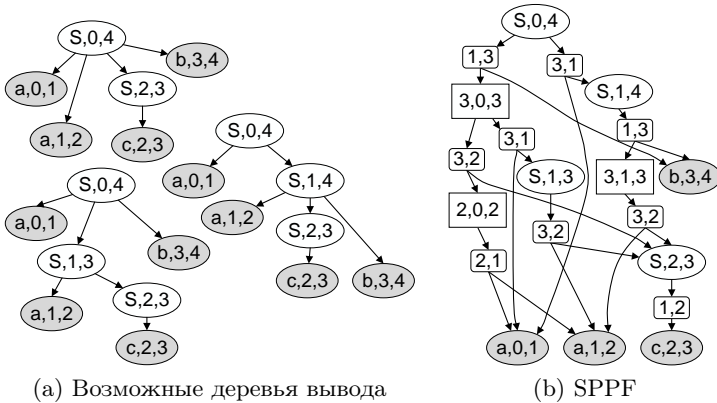 S,0,4
b,3,4
a,0,1
S,2,3
a,1,2
c,2,3
S,0,4
a,0,1
S,1,4
a,1,2
S,2,3
c,2,3
b,3,4
S,0,4
a,0,1
b,3,4
S,1,3
a,1,2
S,2,3
c,2,3
(a) Возможные деревья вывода
S,0,4
1,3
3,1
3,0,3
S,1,4
3,1
1,3
3,2
S,1,3
3,1,3
b,3,4
2,0,2
3,2
3,2
2,1
S,2,3
1,2
a,0,1
a,1,2
c,2,3
(b) SPPF